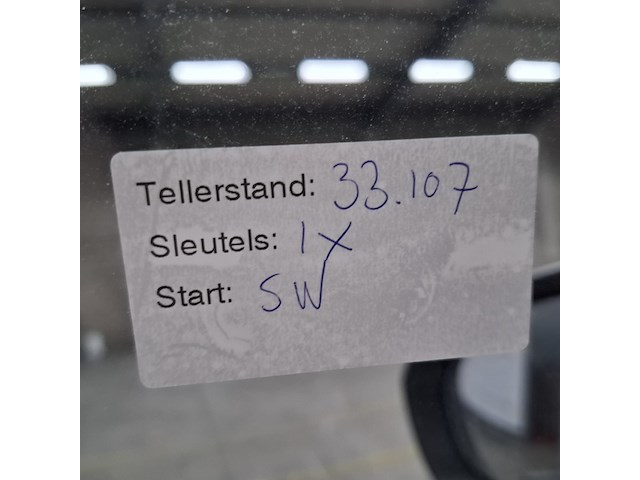 Tellerstand: 33.107
Sleutels: 1x
Start: SW